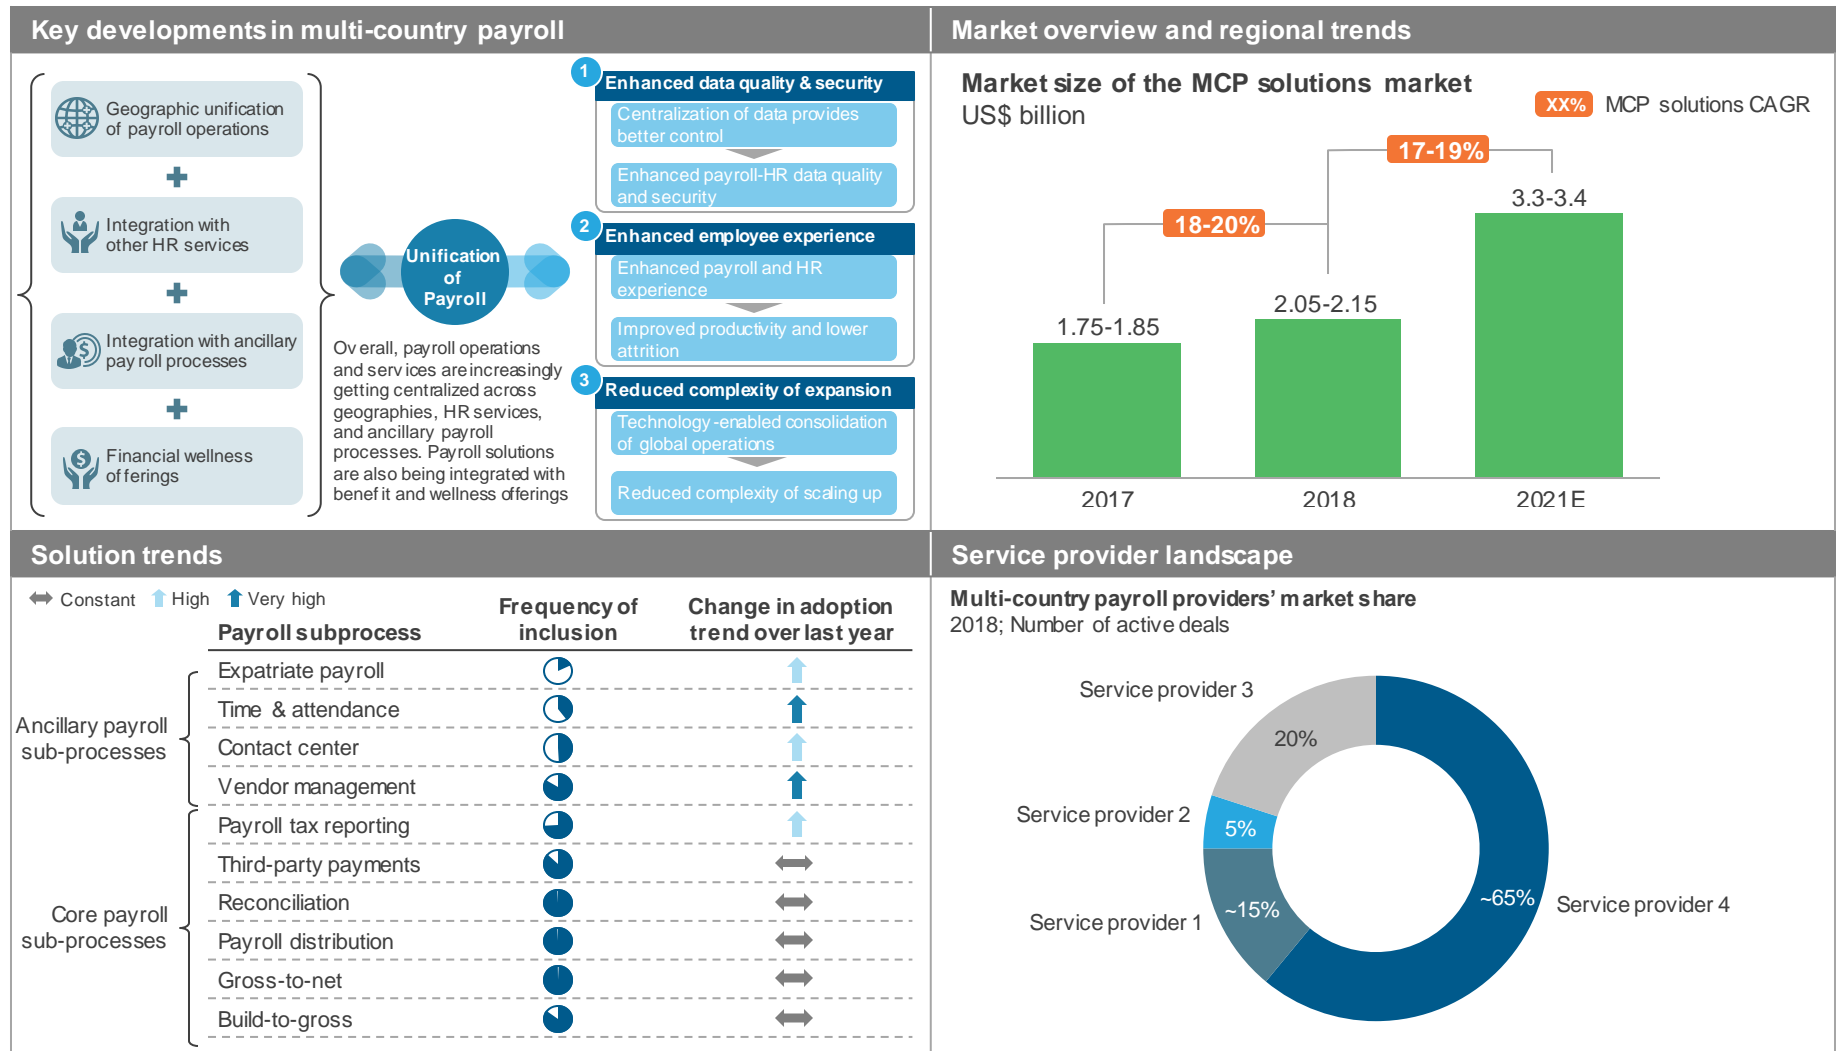 Key developments in multi-country payroll
Geographic unification
of payroll operations
Integration with
other HR services
Integration with ancillary
payroll processes
Financial wellness
offerings
Unification
of
Payroll
Overall, payroll operations
and services are increasingly
getting centralized across
geographies, HR services,
and ancillary payroll
processes. Payroll solutions
are also being integrated with
benefit and wellness offerings
1
Enhanced data quality & security
Centralization of data provides
better control
Enhanced payroll-HR data quality
and security
2
Enhanced employee experience
Enhanced payroll and HR
experience
Improved productivity and lower
attrition
3
Reduced complexity of expansion
Technology-enabled consolidation
of global operations
Reduced complexity of scaling up
Market overview and regional trends
Market size of the MCP solutions market
US$ billion
XX% MCP solutions CAGR
17-19%
18-20%
3.3-3.4
2.05-2.15
1.75-1.85
2017 2018 2021E
Solution trends
Constant High Very high
Payroll subprocess
Frequency of
inclusion
Change in adoption
trend over last year
Ancillary payroll
sub-processes
Expatriate payroll
Time & attendance
Contact center
Vendor management
Core payroll
sub-processes
Payroll tax reporting
Third-party payments
Reconciliation
Payroll distribution
Gross-to-net
Build-to-gross
Service provider landscape
Multi-country payroll providers' market share
2018; Number of active deals
Service provider 3
20%
Service provider 2
5%
Service provider 1
~15%
~65%
Service provider 4